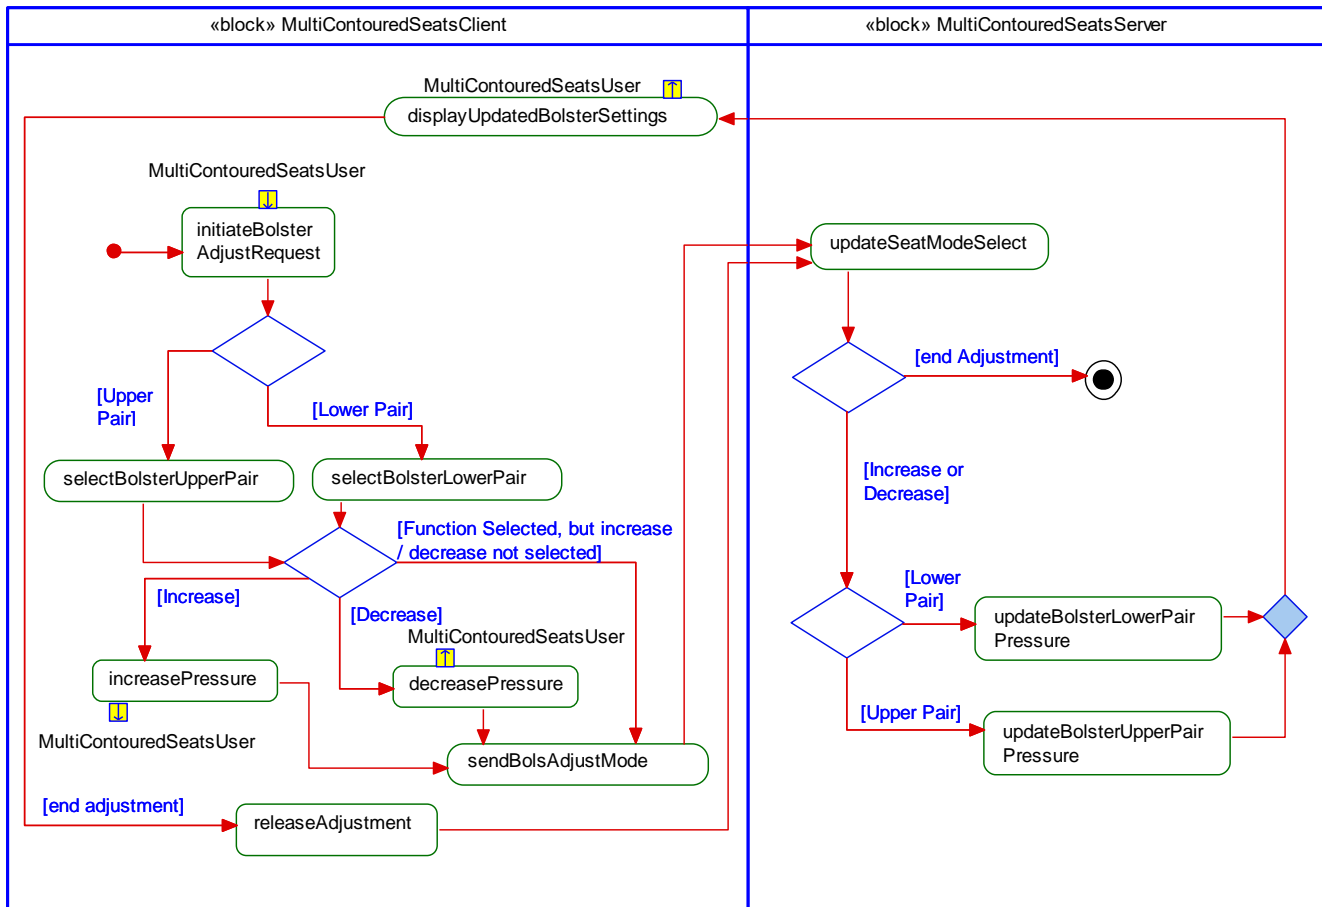 «block» MultiContouredSeatsClient
«block» MultiContouredSeatsServer
MultiContouredSeatsUser
displayUpdatedBolsterSettings
MultiContouredSeatsUser
initiateBolster
AdjustRequest
updateSeatModeSelect
[end Adjustment]
[Upper
Pair]
[Lower Pair]
selectBolsterUpperPair
selectBolsterLowerPair
[Increase or
Decrease]
[Function Selected, but increase
/ decrease not selected]
[Increase]
[Decrease]
[Lower
Pair]
updateBolsterLowerPair
Pressure
MultiContouredSeatsUser
increasePressure
decreasePressure
[Upper Pair]
updateBolsterUpperPair
Pressure
MultiContouredSeatsUser
sendBolsAdjustMode
[end adjustment]
releaseAdjustment